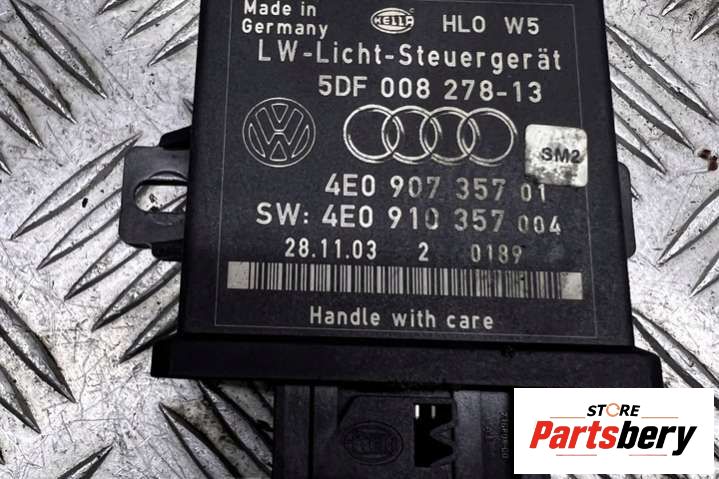 Made in
Germany
HELLA
HLO W5
LW-Licht-Steuergerät
5DF 008 278-13
SM2
4E0 907 357 01
SW: 4E0 910 357 004
28.11.03 2 0189
Handle with care
HELLA
STORE
Partsbery